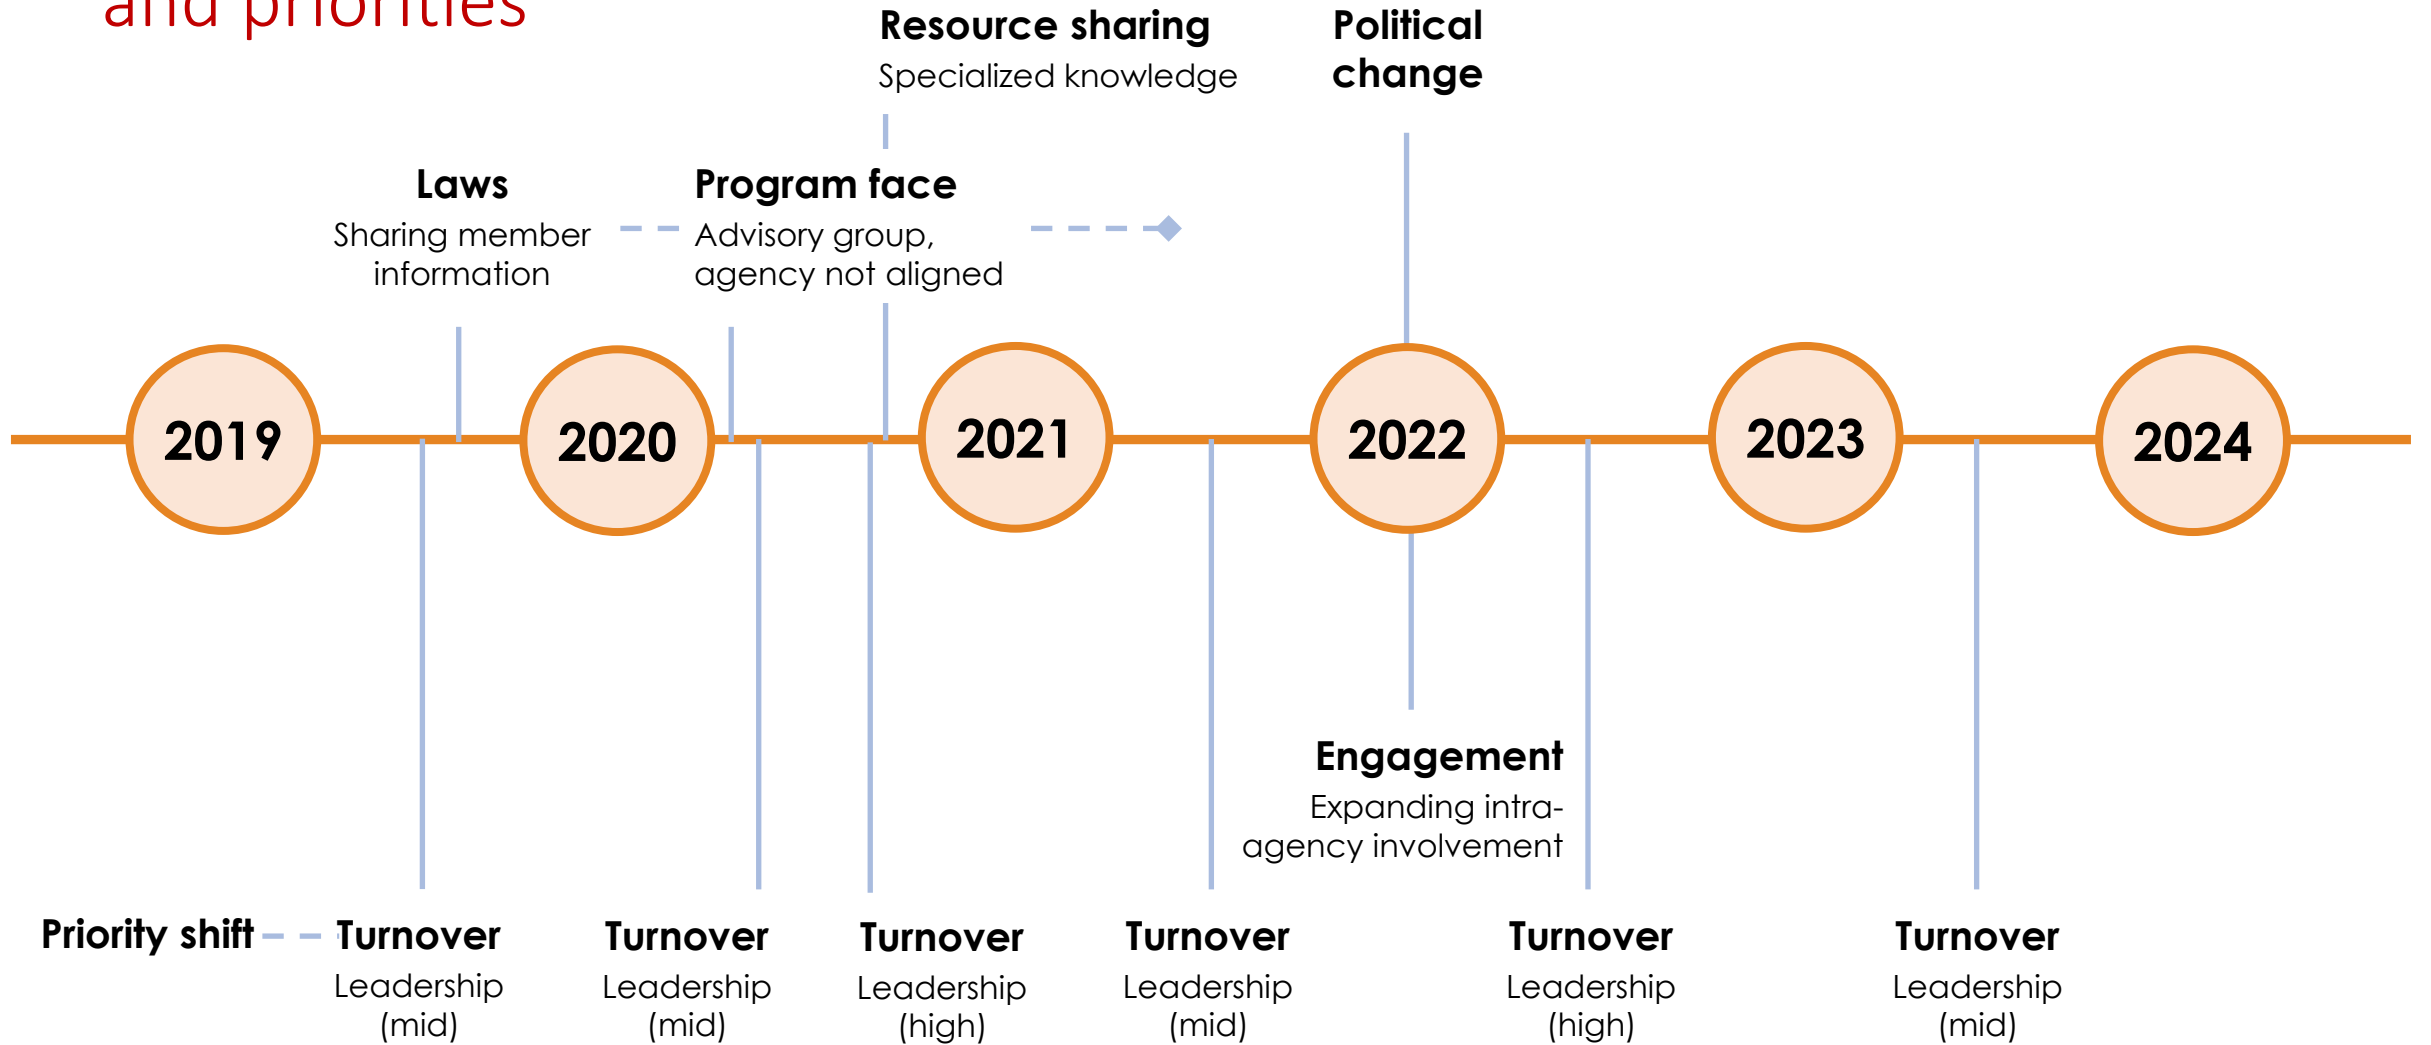 and priorities
Resource sharing
Specialized knowledge
Political
change
Laws
Sharing member
information
Program face
Advisory group,
agency not aligned
2019
2020
2021
2022
2023
2024
Engagement
Expanding intra-
agency involvement
Priority shift
Turnover
Leadership
(mid)
Turnover
Leadership
(mid)
Turnover
Leadership
(high)
Turnover
Leadership
(mid)
Turnover
Leadership
(high)
Turnover
Leadership
(mid)